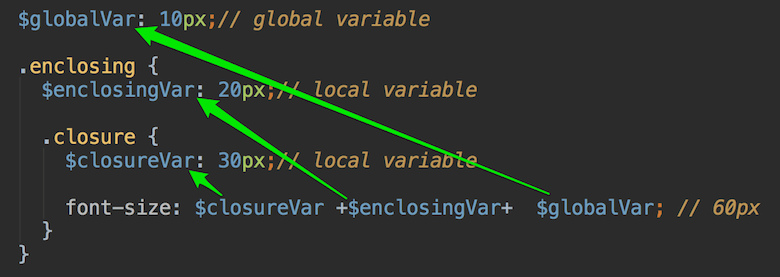 $globalVar: 10px;// global variable
.enclosing {
$enclosingVar: 20px;// local variable
.closure {
$closureVar: 30px;// local variable
font-size: $closureVar +$enclosingVar+  $globalVar; // 60px
}
}